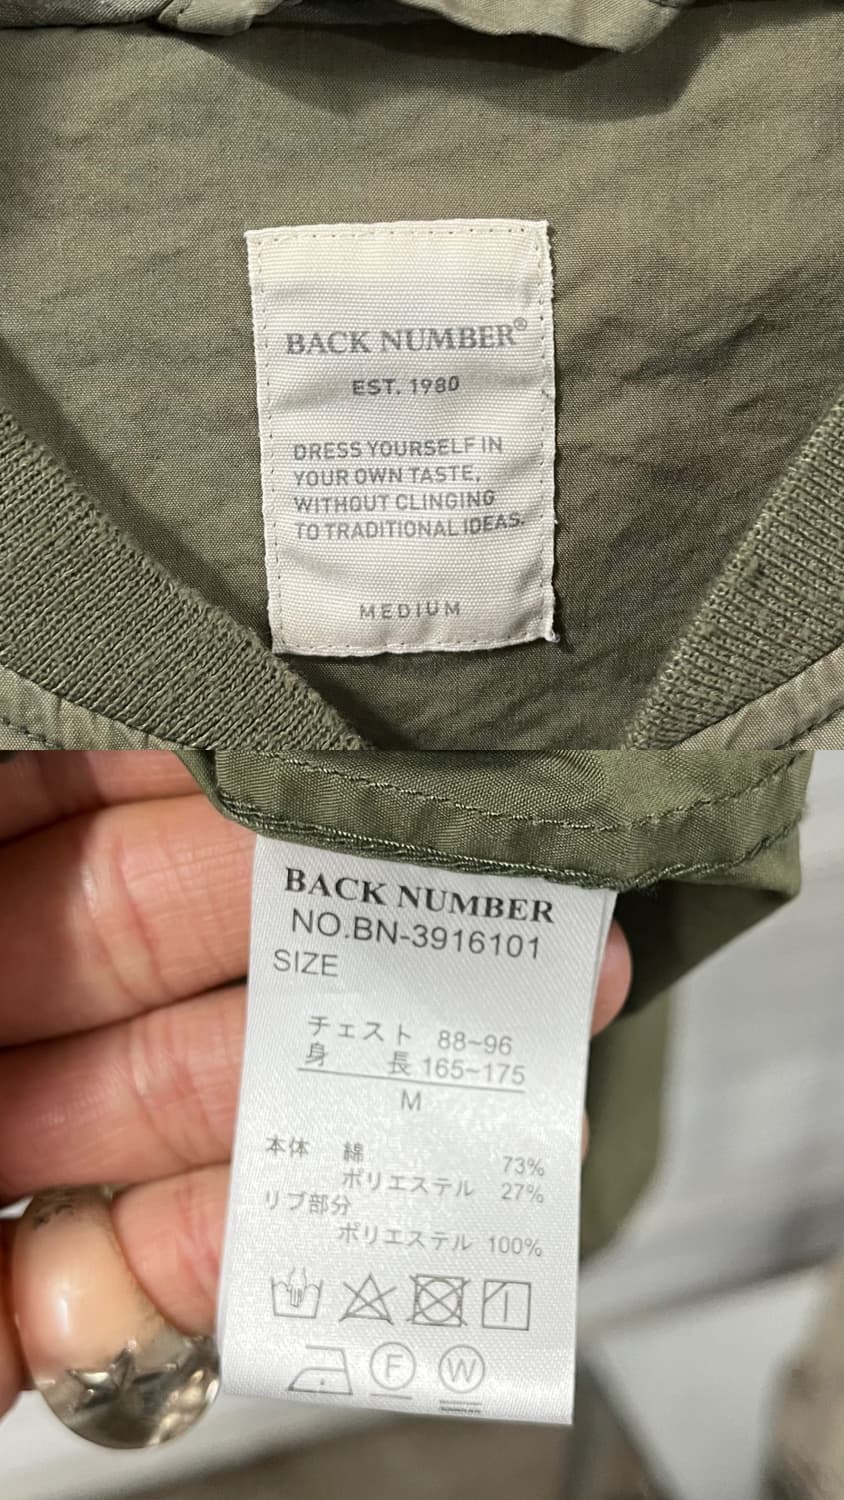 BACK NUMBER®
EST. 1980
DRESS YOURSELF IN
YOUR OWN TASTE,
WITHOUT CLINGING
TO TRADITIONAL IDEAS.
MEDIUM
BACK NUMBER
NO.BN-3916101
SIZE
チェスト 88~96
身 長 165~175
M
本体 綿 73%
ポリエステル 27%
リブ部分
ポリエステル 100%
F W